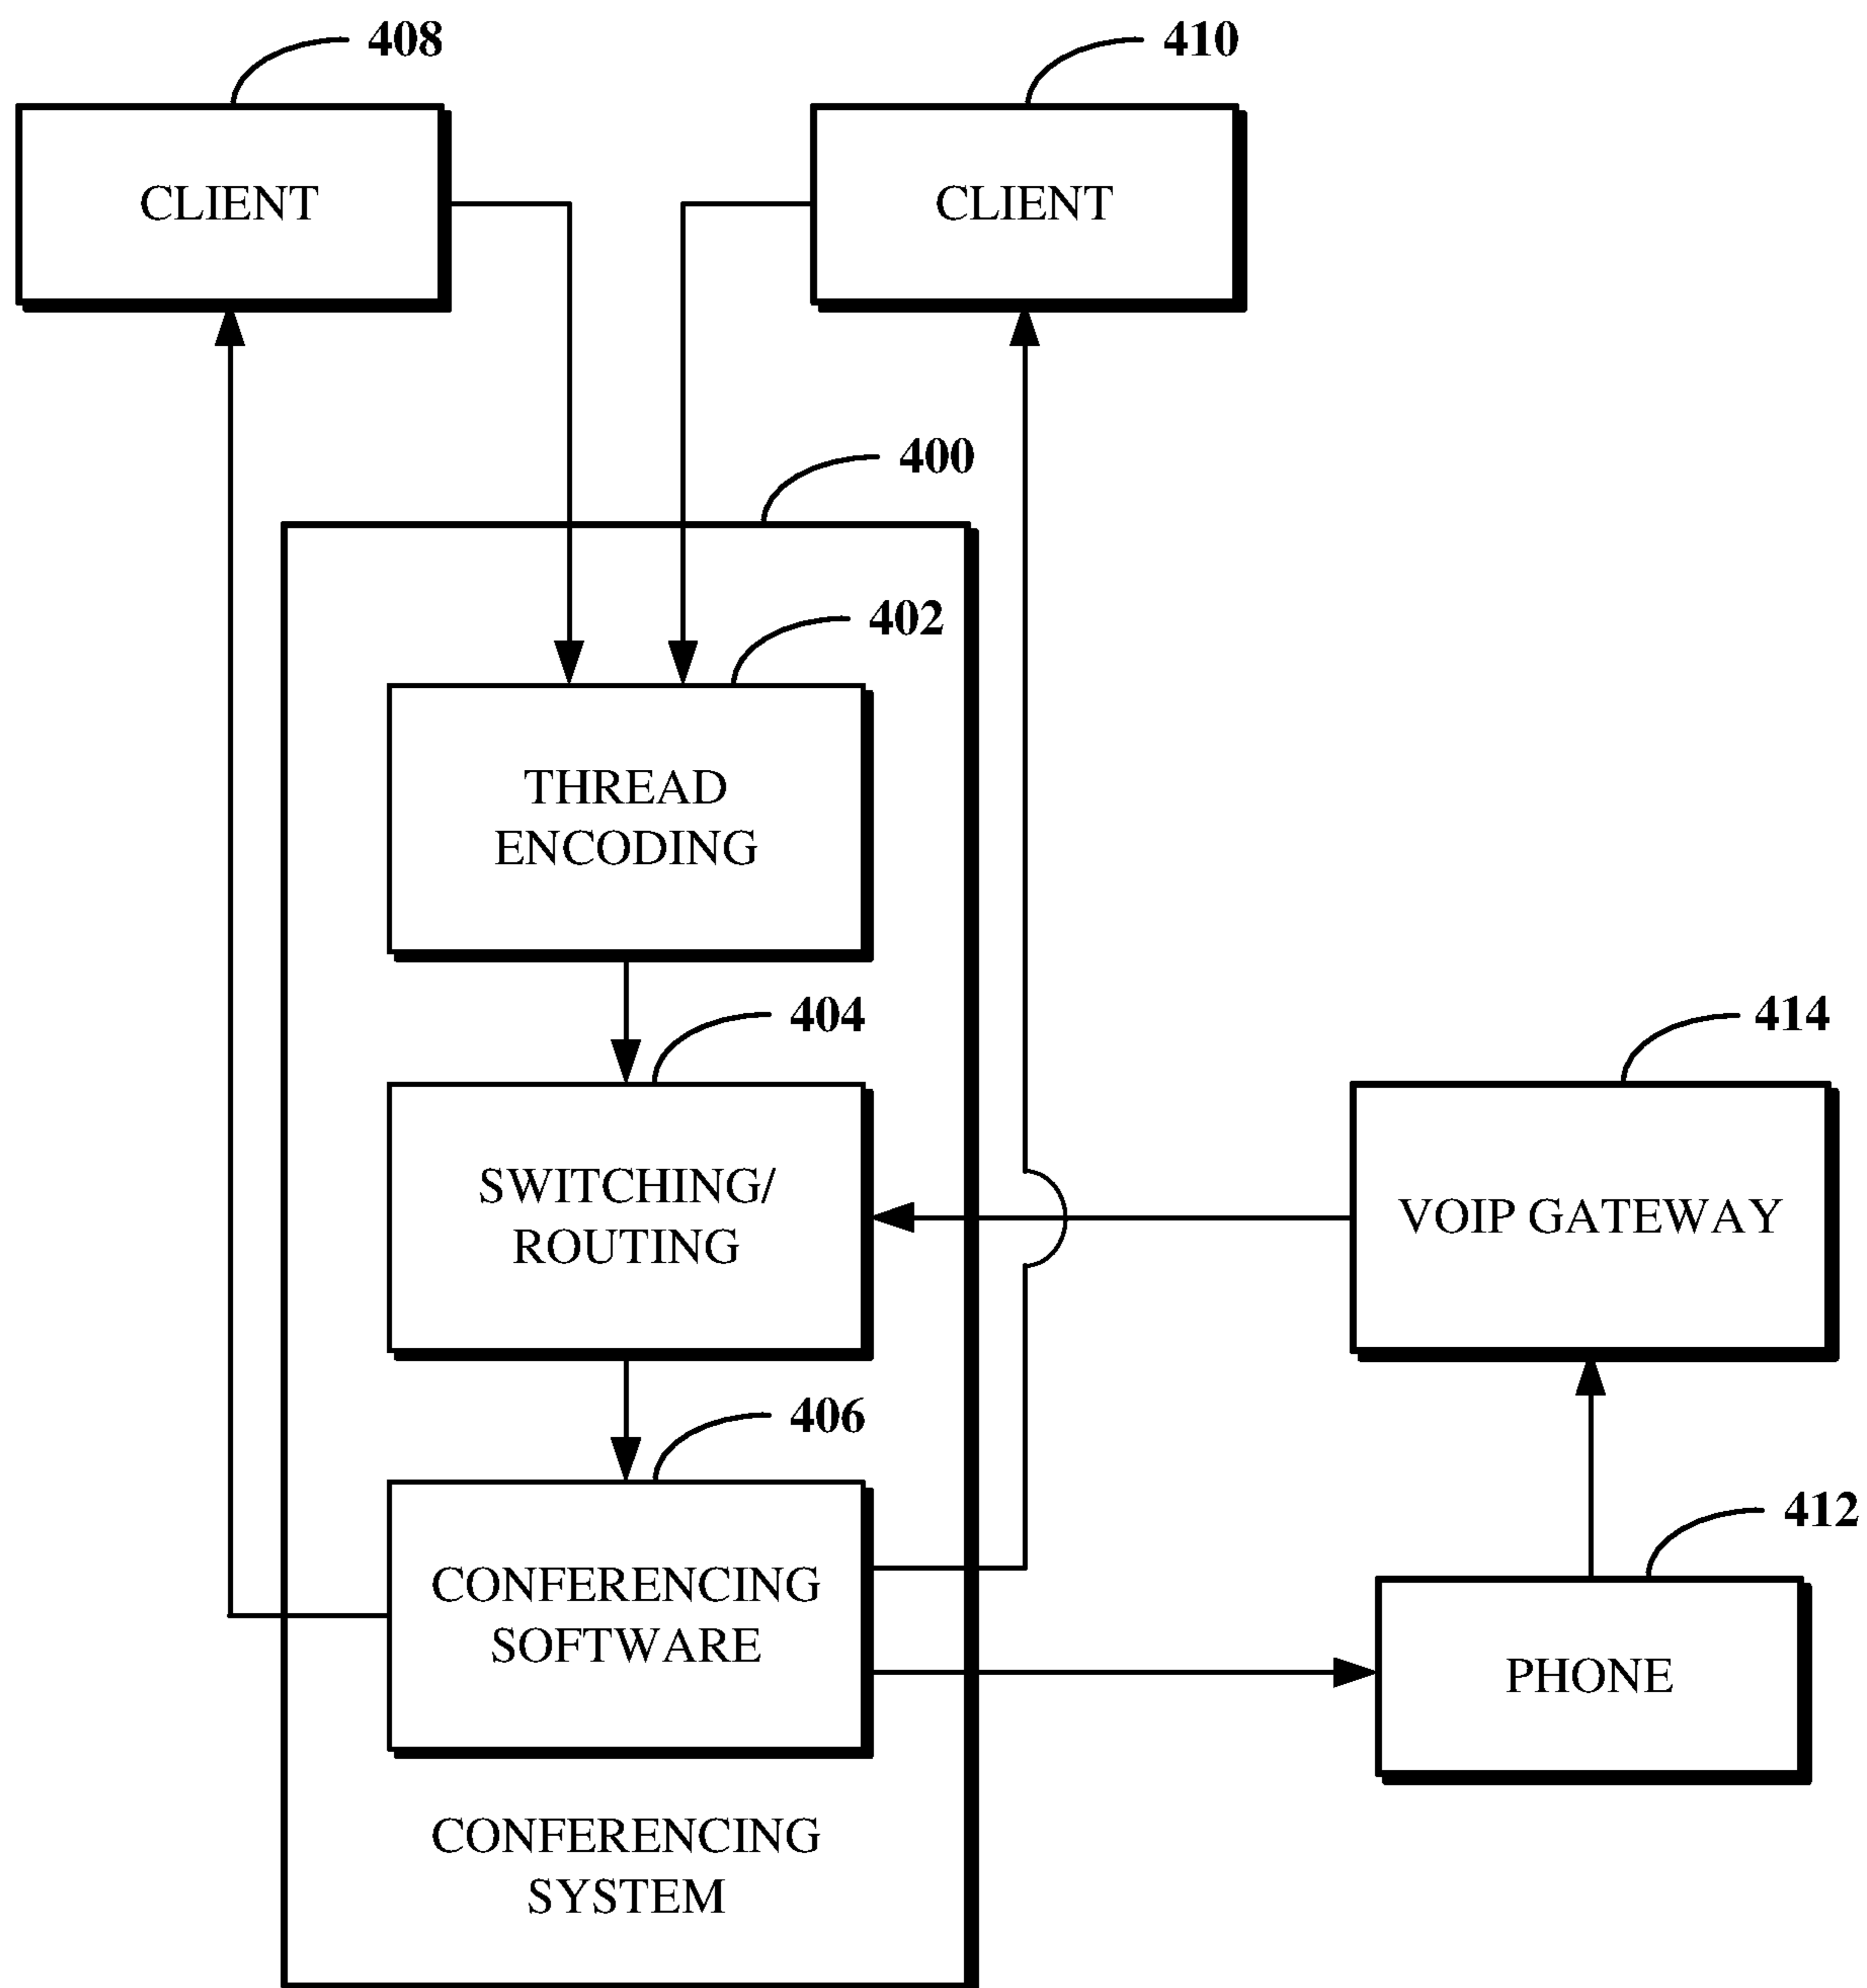 408
410
CLIENT
CLIENT
400
402
THREAD
ENCODING
404
414
SWITCHING/
ROUTING
VOIP GATEWAY
406
412
CONFERENCING
SOFTWARE
PHONE
CONFERENCING
SYSTEM